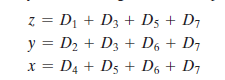 z = D₁ + D₃ + D₅ + D₇
y = D₂ + D₃ + D₆ + D₇
x = D₄ + D₅ + D₆ + D₇